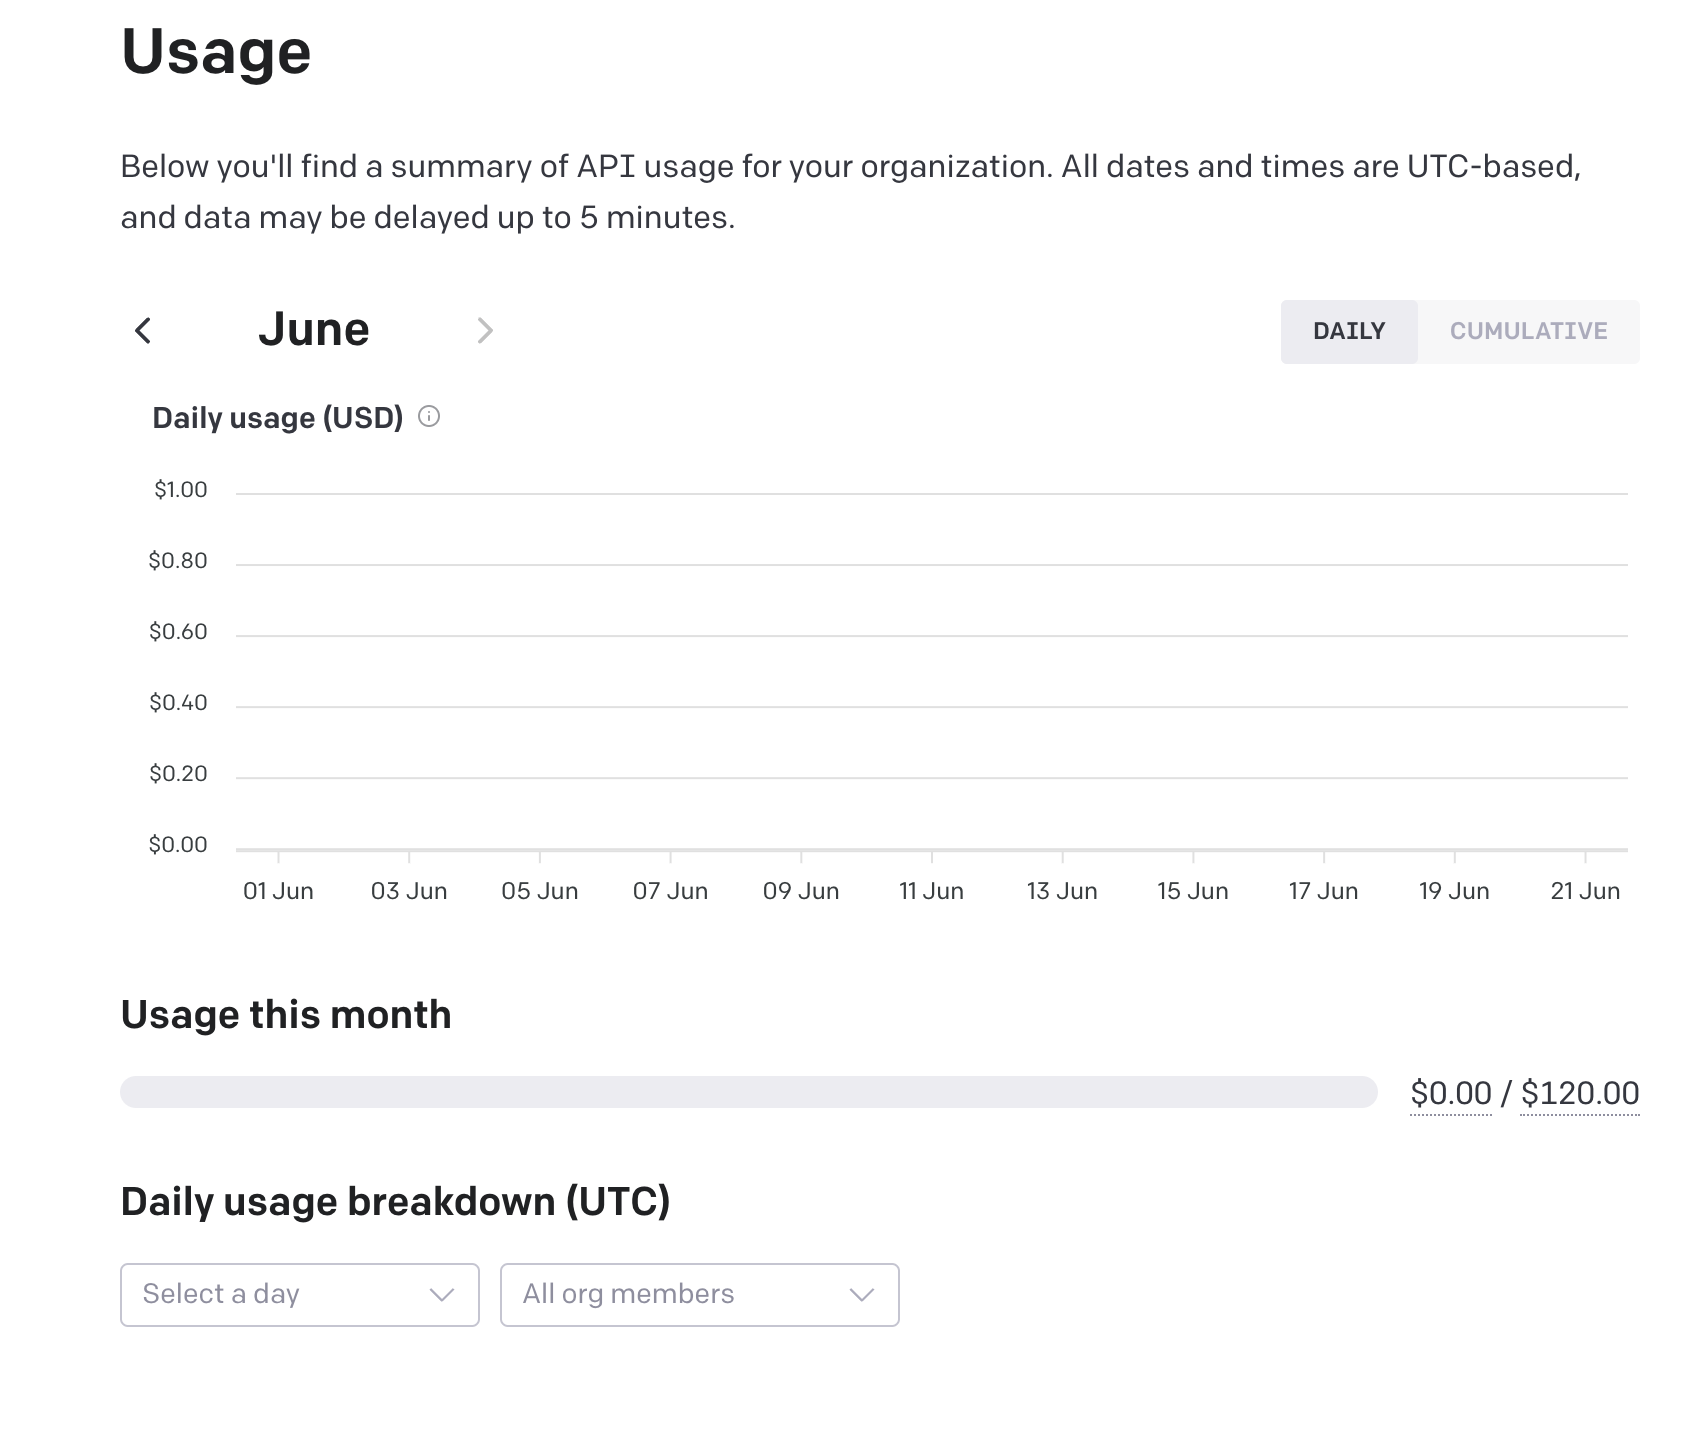 Usage
Below you'll find a summary of API usage for your organization. All dates and times are UTC-based,
and data may be delayed up to 5 minutes.
June
DAILY CUMULATIVE
Daily usage (USD)
$1.00
$0.80
$0.60
$0.40
$0.20
$0.00
01 Jun 03 Jun 05 Jun 07 Jun 09 Jun 11 Jun 13 Jun 15 Jun 17 Jun 19 Jun 21 Jun
Usage this month
$0.00 / $120.00
Daily usage breakdown (UTC)
Select a day All org members